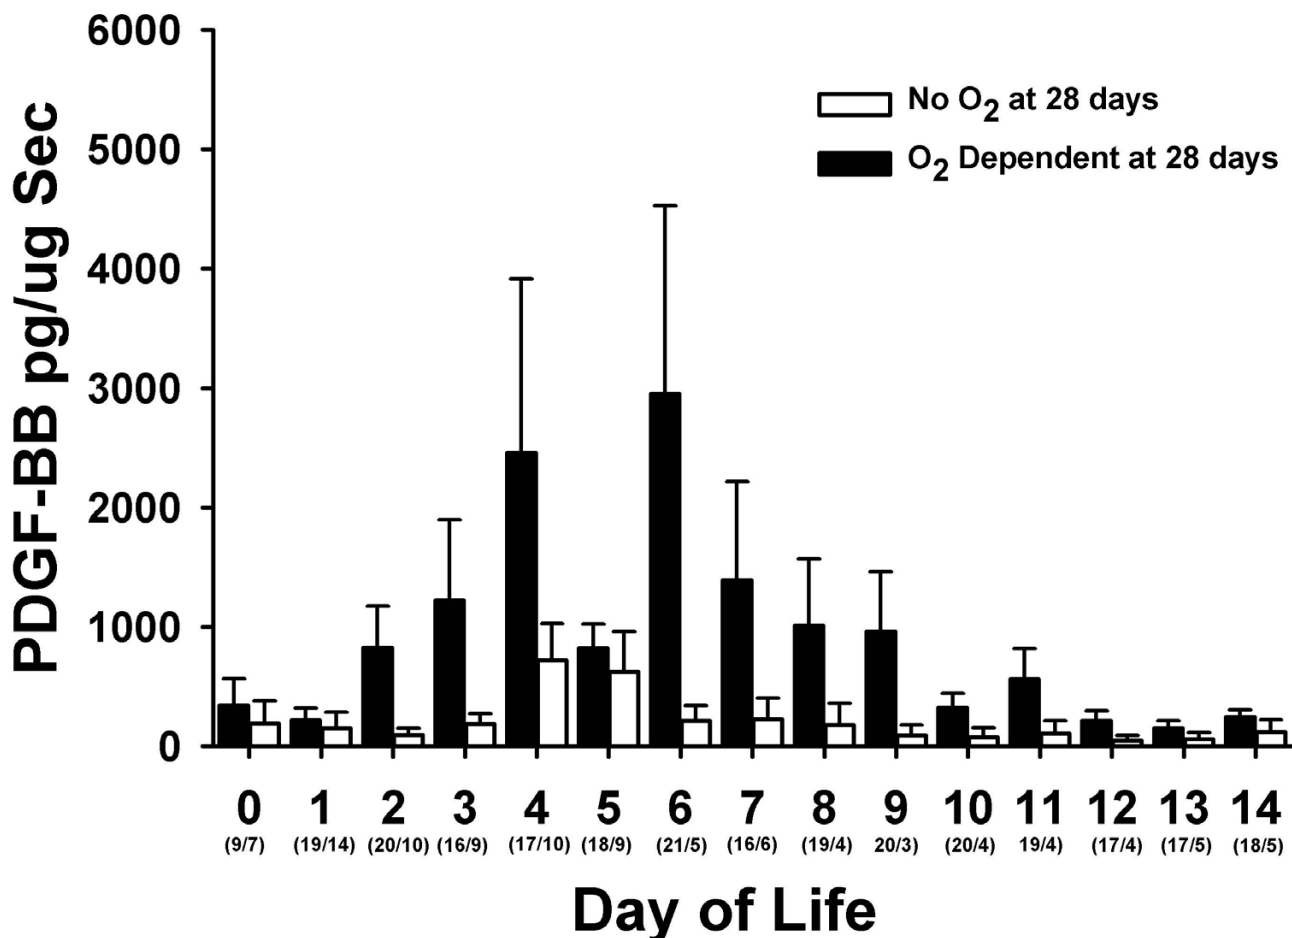 PDGF-BB pg/ug Sec
6000
5000
4000
3000
2000
1000
0
No O2 at 28 days
O2 Dependent at 28 days
0 1 2 3 4 5 6 7 8 9 10 11 12 13 14
(9/7) (19/14) (20/10) (16/9) (17/10) (18/9) (21/5) (16/6) (19/4) 20/3) (20/4) 19/4) (17/4) (17/5) (18/5)
Day of Life